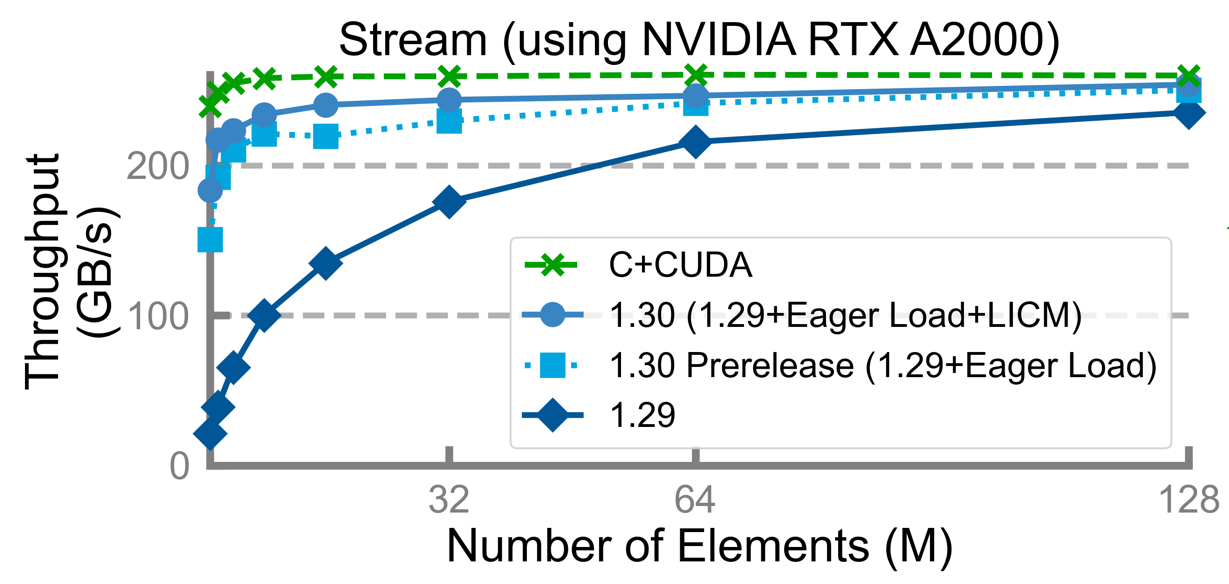 Stream (using NVIDIA RTX A2000)
Throughput
(GB/s)
200
100
0
C+CUDA
1.30 (1.29+Eager Load+LICM)
1.30 Prerelease (1.29+Eager Load)
1.29
32 64 128
Number of Elements (M)